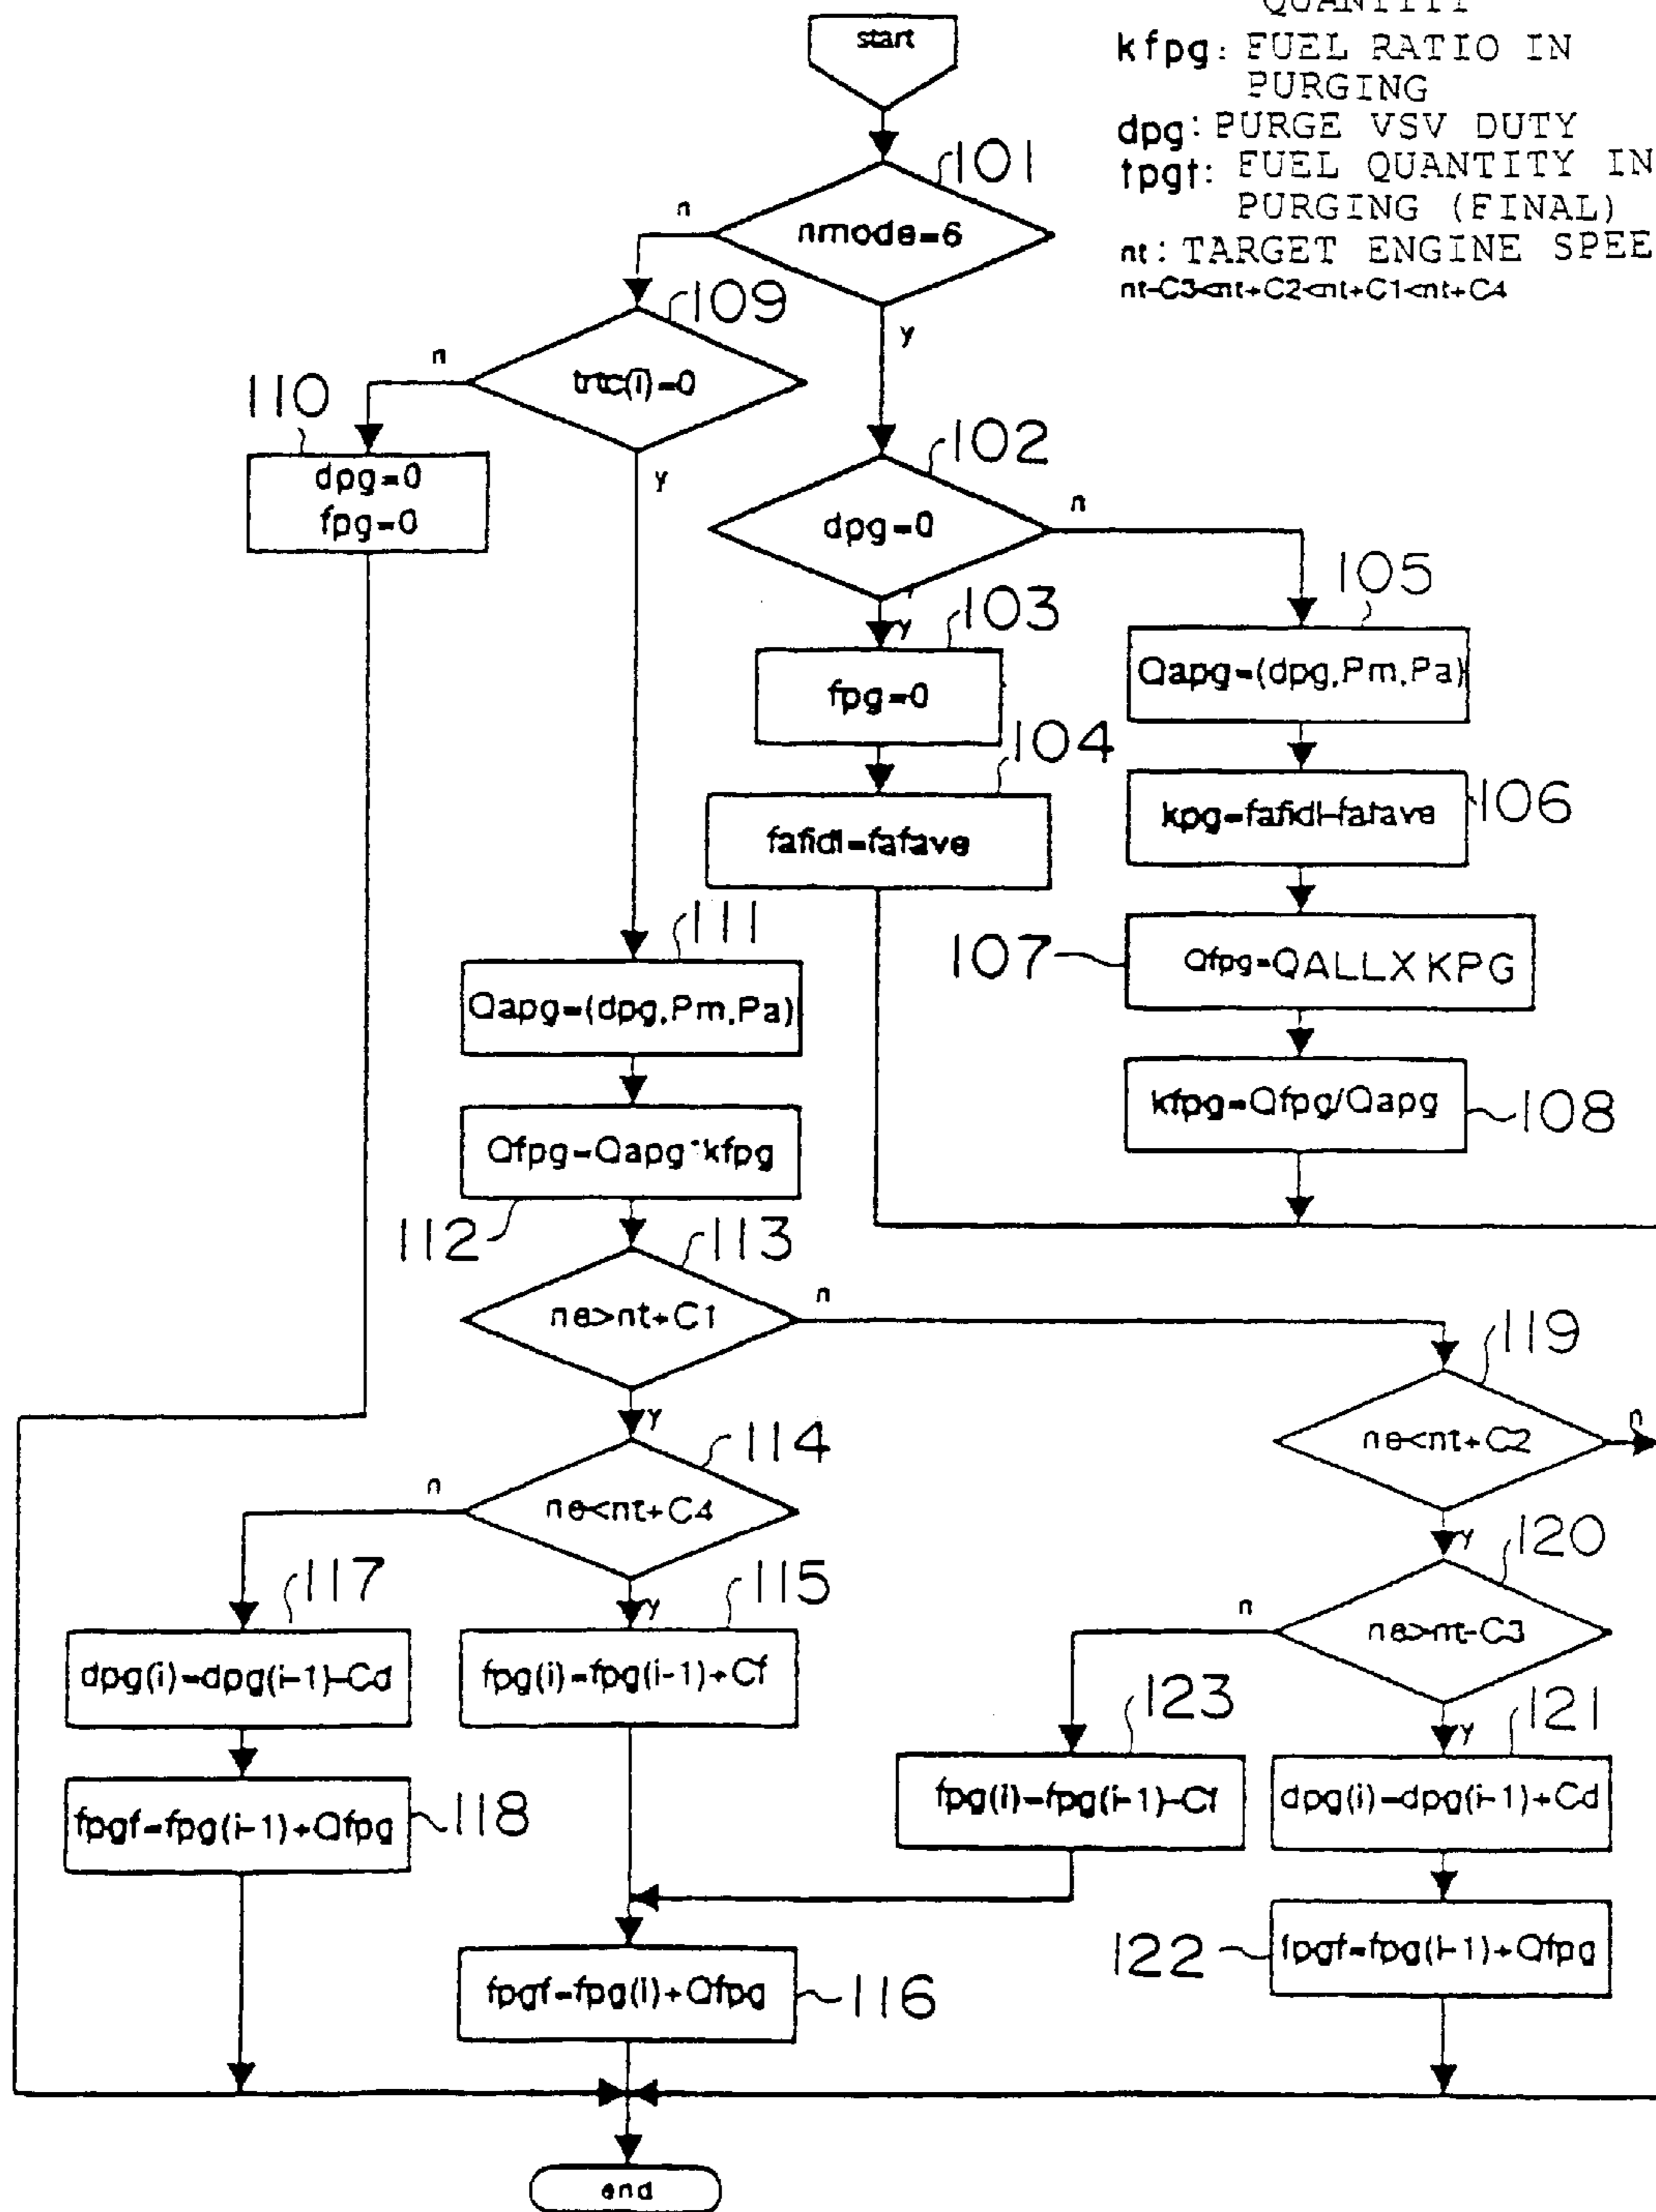 QUANTITY
kfpg: FUEL RATIO IN
PURGING
dpg: PURGE VSV DUTY
fpgf: FUEL QUANTITY IN
PURGING (FINAL)
nt: TARGET ENGINE SPEE
nt-C3<nt+C2<nt+C1<nt+C4
start
101
nmode=6
n
y
109
n
y
110
dpg=0
fpg=0
102
dpg=0
n
y
103
fpg=0
104
fafidl=fafave
105
Qapg=(dpg,Pm,Pa)
106
kpg=fafidl-fafave
107
Qfpg=QALLXKPG
108
kfpg=Qfpg/Qapg
111
Qapg=(dpg,Pm,Pa)
112
Qfpg=Qapg*kfpg
113
ne>nt+C1
n
y
114
ne<nt+C4
n
y
119
ne<nt+C2
n
y
120
ne>nt-C3
n
y
117
dpg(i)=dpg(i-1)-Cd
118
fpgf=fpg(i-1)+Qfpg
115
fpg(i)=fpg(i-1)+Cf
123
fpg(i)=fpg(i-1)-Cf
121
dpg(i)=dpg(i-1)+Cd
122
fpgf=fpg(i-1)+Qfpg
116
fpgf=fpg(i)+Qfpg
end